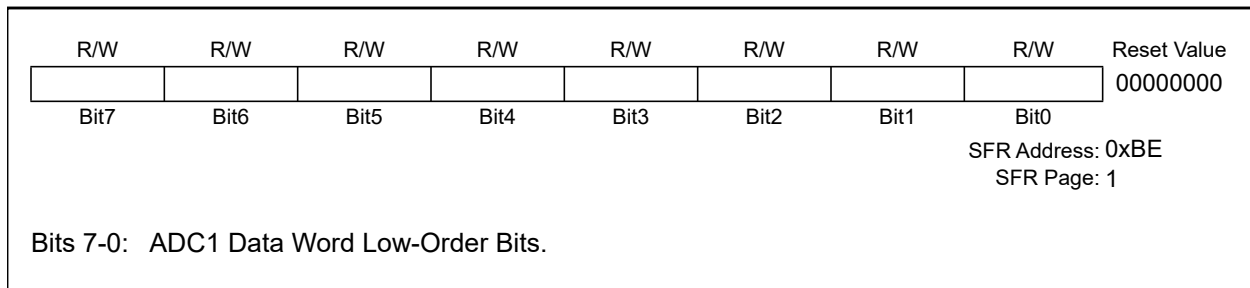 R/W R/W R/W R/W R/W R/W R/W R/W Reset Value
00000000
Bit7 Bit6 Bit5 Bit4 Bit3 Bit2 Bit1 Bit0
SFR Address: 0xBE
SFR Page: 1
Bits 7-0: ADC1 Data Word Low-Order Bits.